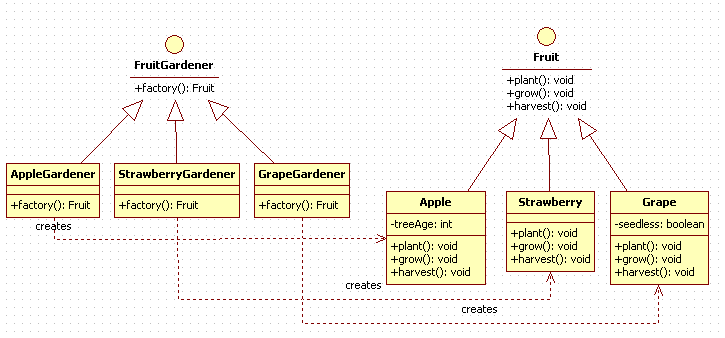 FruitGardener
+factory(): Fruit
Fruit
+plant(): void
+grow(): void
+harvest(): void
AppleGardener
+factory(): Fruit
StrawberryGardener
+factory(): Fruit
GrapeGardener
+factory(): Fruit
Apple
-treeAge: int
+plant(): void
+grow(): void
+harvest(): void
Strawberry
+plant(): void
+grow(): void
+harvest(): void
Grape
-seedless: boolean
+plant(): void
+grow(): void
+harvest(): void
creates
creates
creates